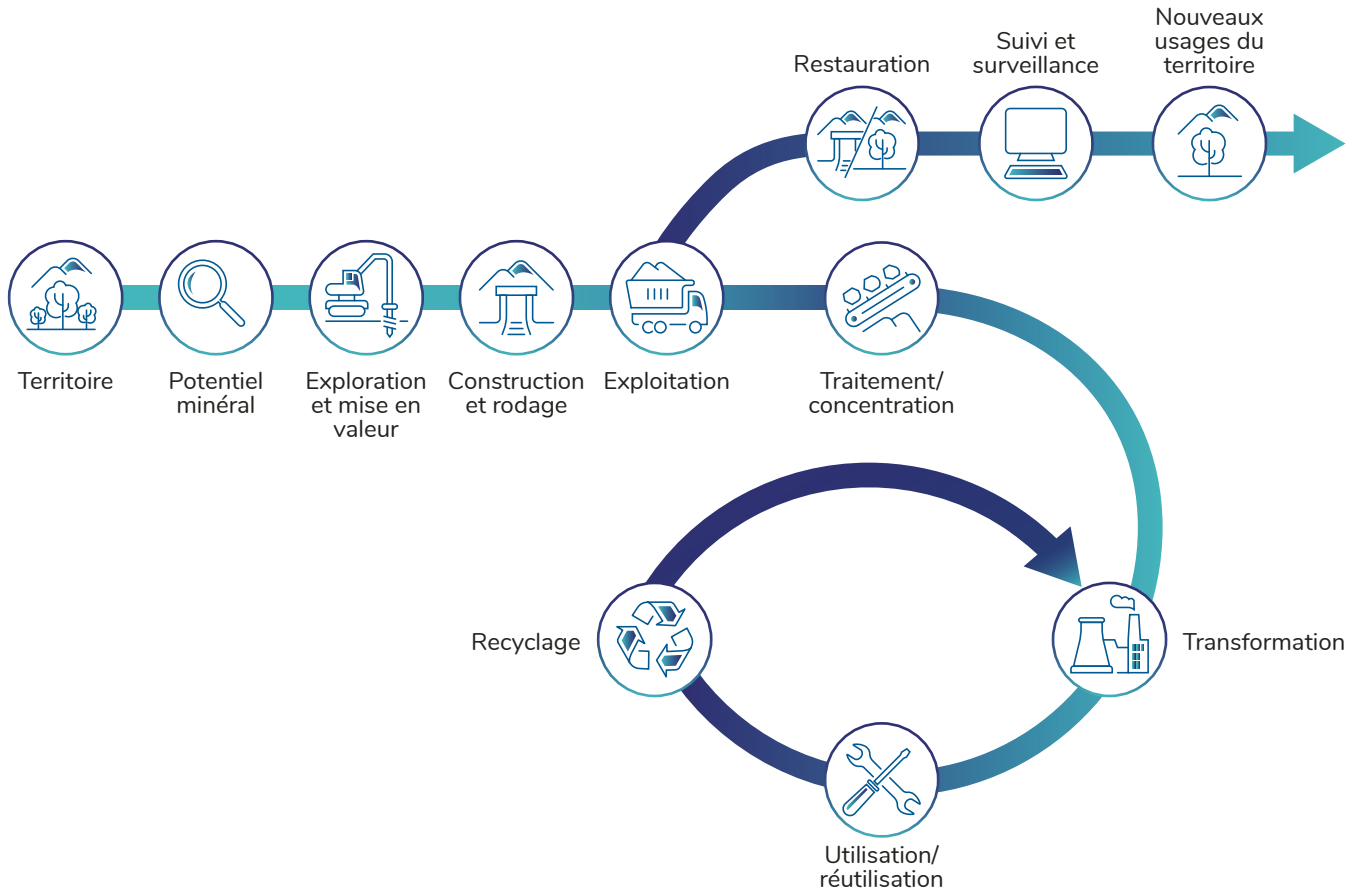 Nouveaux
usages du
territoire
Suivi et
surveillance
Restauration
Territoire
Potentiel
minéral
Exploration
et mise en
valeur
Construction
et rodage
Exploitation
Traitement/
concentration
Recyclage
Transformation
Utilisation/
réutilisation